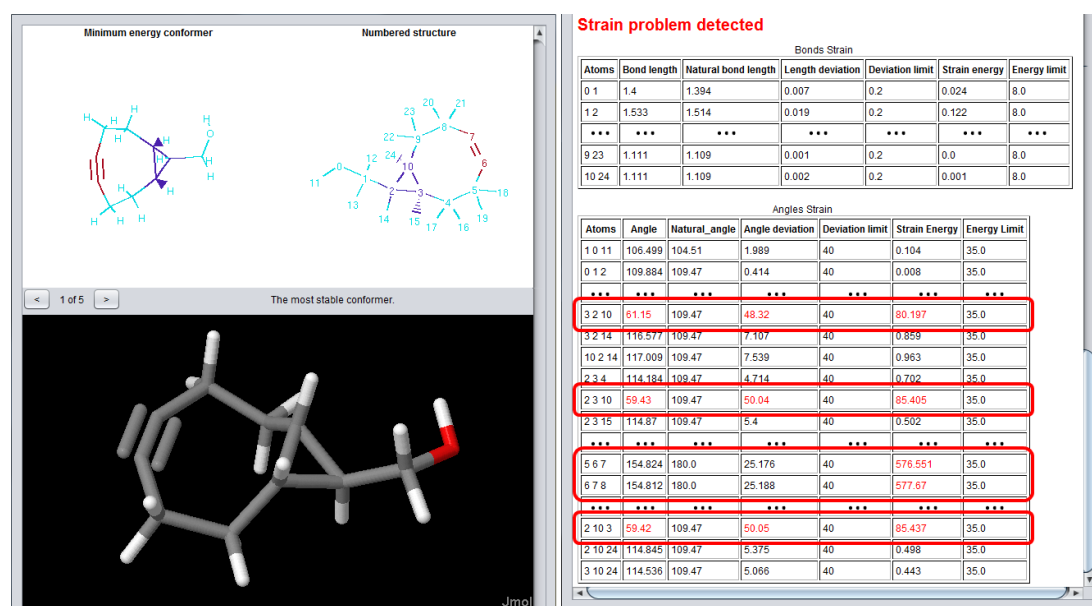 Minimum energy conformer
Numbered structure
H
H
H
H
H
H
O
H
H
H
H
H
H
H
H
20
21
23
8
22
9
7
24
12
10
6
0
11
1
2
3
5
18
13
14
4
15
17
16
19
<
1 of 5
>
The most stable conformer.
Jmol
Strain problem detected
Bonds Strain
Atoms Bond length Natural bond length Length deviation Deviation limit Strain energy Energy limit
0 1 1.4 1.394 0.007 0.2 0.024 8.0
1 2 1.533 1.514 0.019 0.2 0.122 8.0
••• ••• ••• ••• ••• ••• •••
9 23 1.111 1.109 0.001 0.2 0.0 8.0
10 24 1.111 1.109 0.002 0.2 0.001 8.0
Angles Strain
Atoms Angle Natural_angle Angle deviation Deviation limit Strain Energy Energy Limit
1 0 11 106.499 104.51 1.989 40 0.104 35.0
0 1 2 109.884 109.47 0.414 40 0.008 35.0
••• ••• ••• ••• ••• ••• •••
3 2 10 61.15 109.47 48.32 40 80.197 35.0
3 2 14 116.577 109.47 7.107 40 0.859 35.0
10 2 14 117.009 109.47 7.539 40 0.963 35.0
2 3 4 114.184 109.47 4.714 40 0.702 35.0
2 3 10 59.43 109.47 50.04 40 85.405 35.0
2 3 15 114.87 109.47 5.4 40 0.502 35.0
••• ••• ••• ••• ••• ••• •••
5 6 7 154.824 180.0 25.176 40 576.551 35.0
6 7 8 154.812 180.0 25.188 40 577.67 35.0
••• ••• ••• ••• ••• ••• •••
2 10 3 59.42 109.47 50.05 40 85.437 35.0
2 10 24 114.845 109.47 5.375 40 0.498 35.0
3 10 24 114.536 109.47 5.066 40 0.443 35.0